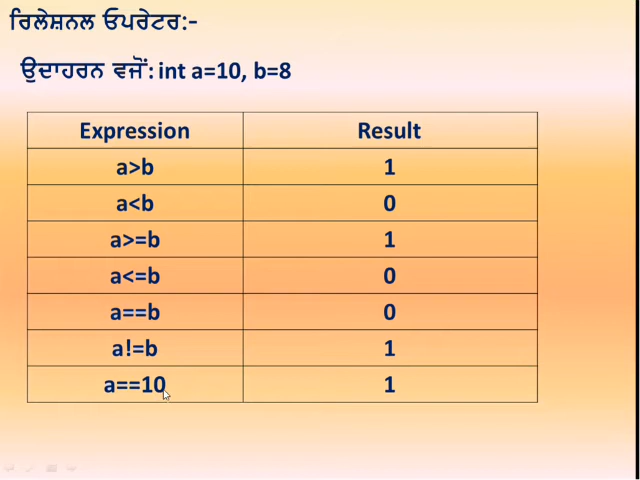 ਰਿਲੇਸ਼ਨਲ ਓਪਰੇਟਰ:-
ਉਦਾਹਰਨ ਵਜੋਂ: int a=10, b=8
Expression Result
a>b 1
a<b 0
a>=b 1
a<=b 0
a==b 0
a!=b 1
a==10 1